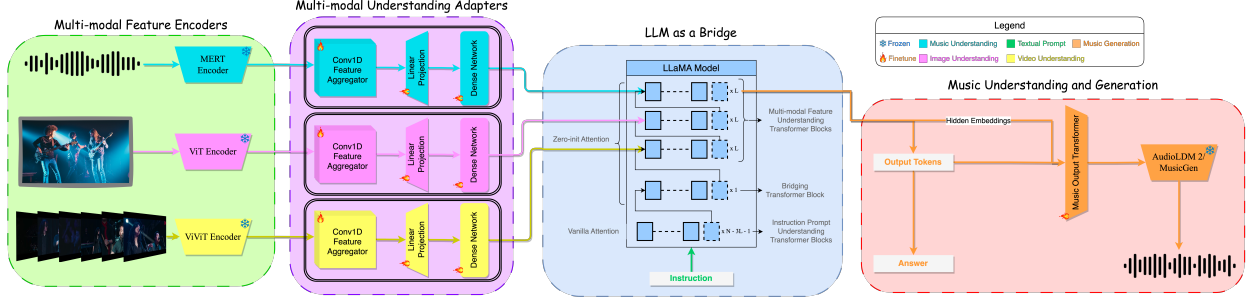 Multi-modal Feature Encoders
MERT
Encoder
ViT Encoder
ViViT Encoder
Multi-modal Understanding Adapters
Conv1D
Feature
Aggregator
Linear
Projection
Dense Network
Conv1D
Feature
Aggregator
Linear
Projection
Dense Network
Conv1D
Feature
Aggregator
Linear
Projection
Dense Network
LLM as a Bridge
LLaMA Model
x L
x L
x L
x 1
x N - 3L - 1
Zero-init Attention
Vanilla Attention
Multi-modal Feature
Understanding
Transformer Blocks
Bridging
Transformer Block
Instruction Prompt
Understanding
Transformer Blocks
Instruction
Legend
Frozen
Music Understanding
Textual Prompt
Music Generation
Finetune
Image Understanding
Video Understanding
Music Understanding and Generation
Hidden Embeddings
Output Tokens
Answer
Music Output Transformer
AudioLDM 2/
MusicGen